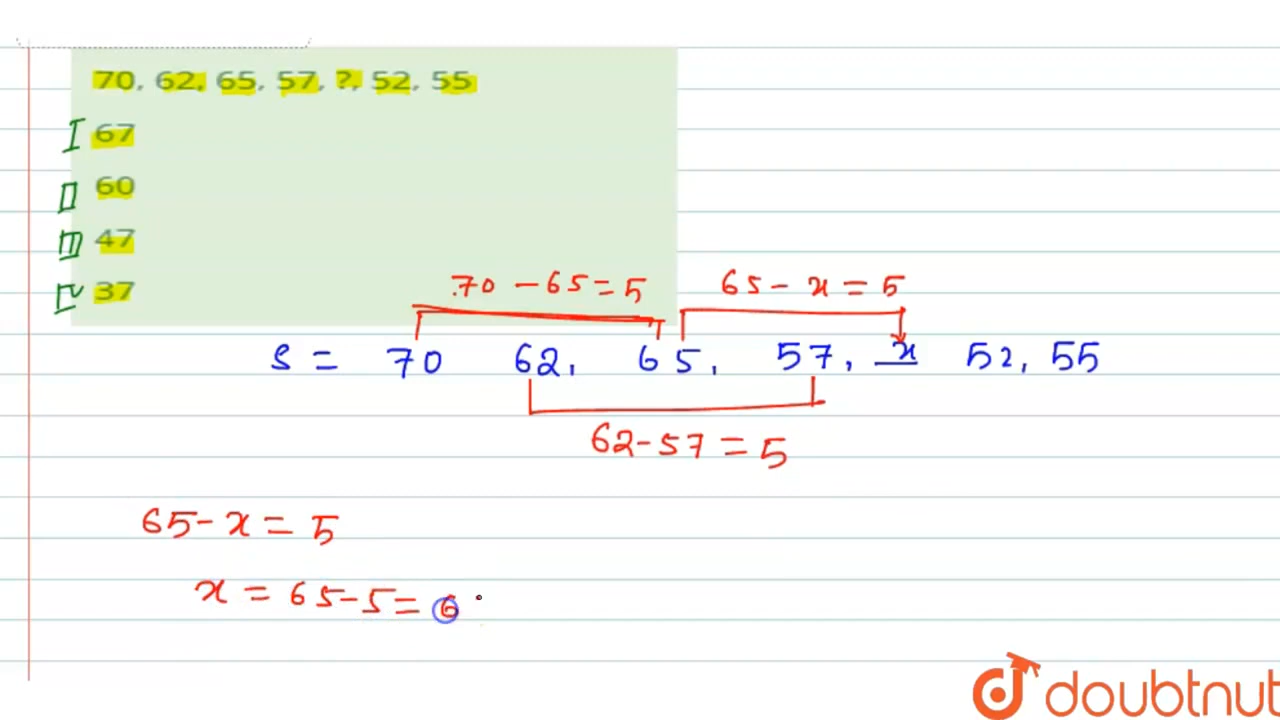 70, 62, 65, 57, ?, 52, 55
I 67
II 60
III 47
IV 37
70 - 65 = 5
65 - x = 5
S = 70 62, 65, 57, x 52, 55
62 - 57 = 5
65 - x = 5
x = 65 - 5 = 6
doubtnut